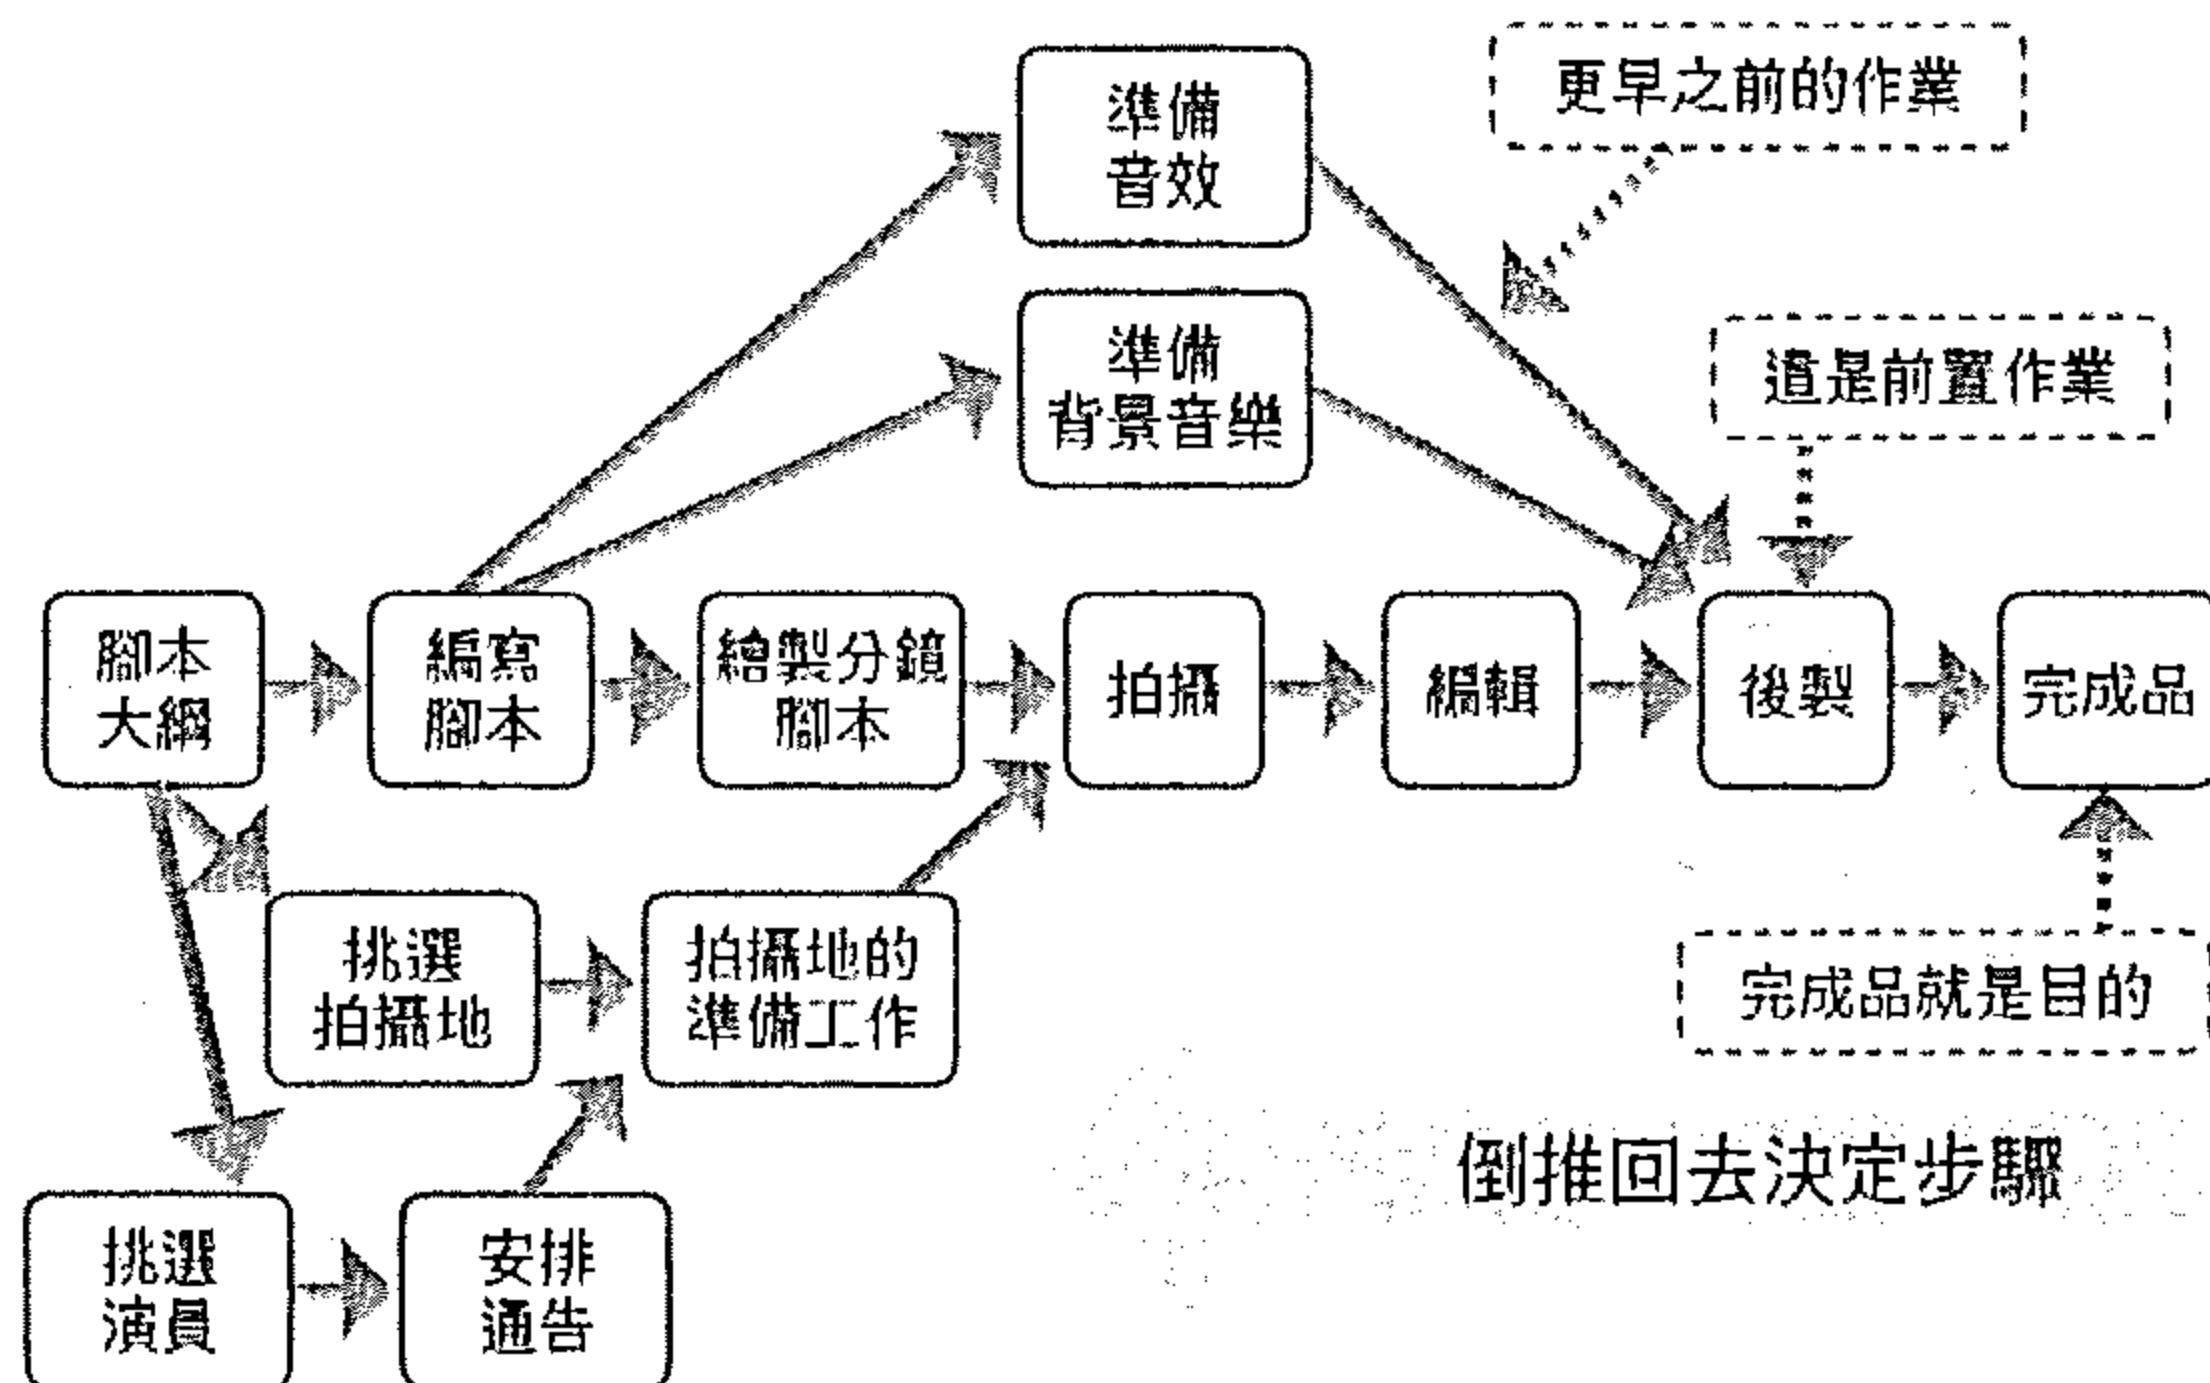 準備
音效
更早之前的作業
準備
背景音樂
這是前置作業
腳本
大綱
編寫
腳本
繪製分鏡
腳本
拍攝
編輯
後製
完成品
挑選
拍攝地
拍攝地的
準備工作
完成品就是目的
倒推回去決定步驟
挑選
演員
安排
通告